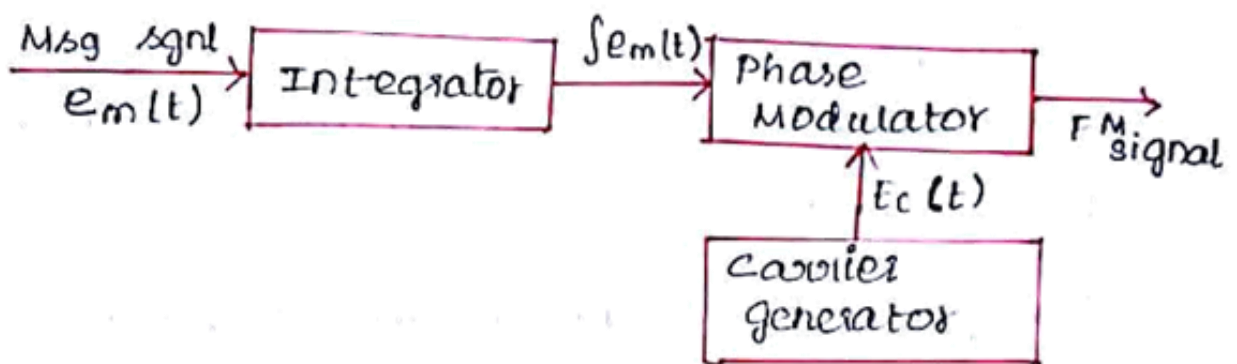 Msg sgnl
em(t)
Integrator
∫em(t)
Phase
Modulator
FM
signal
Ec (t)
Carrier
generator